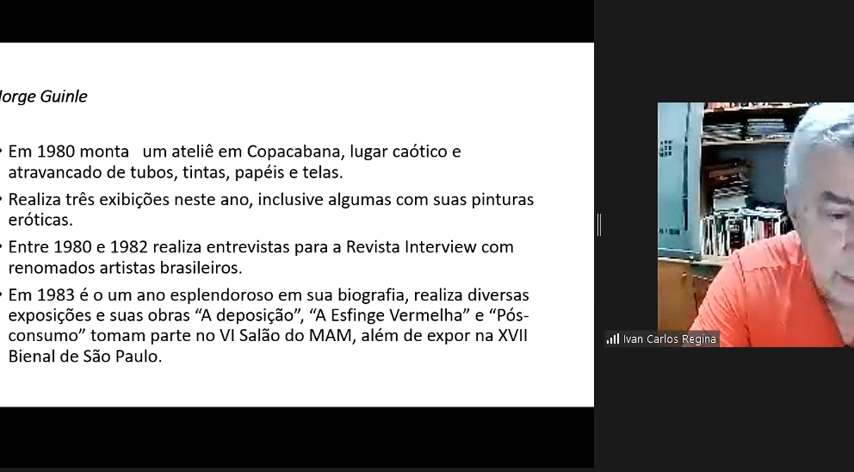 Jorge Guinle
• Em 1980 monta um ateliê em Copacabana, lugar caótico e
atravancado de tubos, tintas, papéis e telas.
• Realiza três exibições neste ano, inclusive algumas com suas pinturas
eróticas.
• Entre 1980 e 1982 realiza entrevistas para a Revista Interview com
renomados artistas brasileiros.
• Em 1983 é o um ano esplendoroso em sua biografia, realiza diversas
exposições e suas obras “A deposição”, “A Esfinge Vermelha” e “Pós-
consumo” tomam parte no VI Salão do MAM, além de expor na XVII
Bienal de São Paulo.
Ivan Carlos Regina